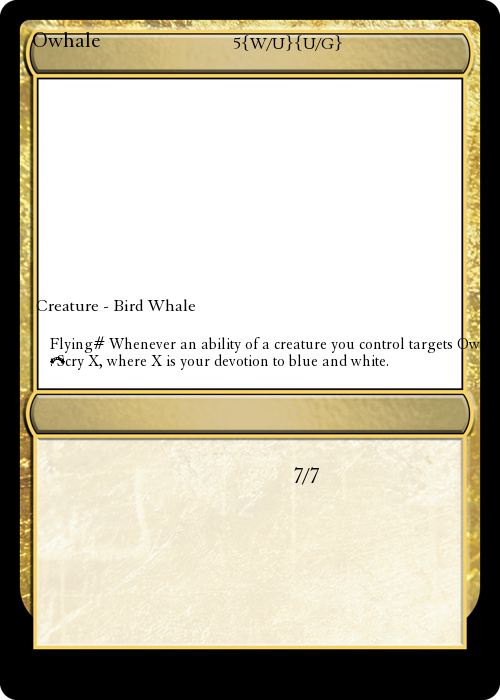 Owhale 5{W/U}{U/G}
Creature - Bird Whale
Flying# Whenever an ability of a creature you control targets Ow
Scry X, where X is your devotion to blue and white.
7/7